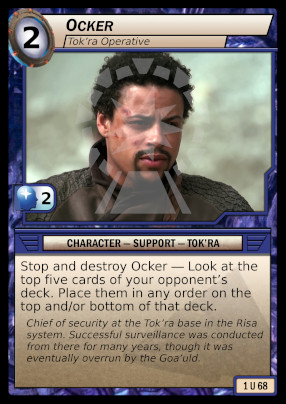 2
Ocker
Tok'ra Operative
2
CHARACTER — SUPPORT — TOK'RA
Stop and destroy Ocker — Look at the
top five cards of your opponent's
deck. Place them in any order on the
top and/or bottom of that deck.
Chief of security at the Tok'ra base in the Risa
system. Successful surveillance was conducted
from there for many years, though it was
eventually overrun by the Goa'uld.
1 U 68